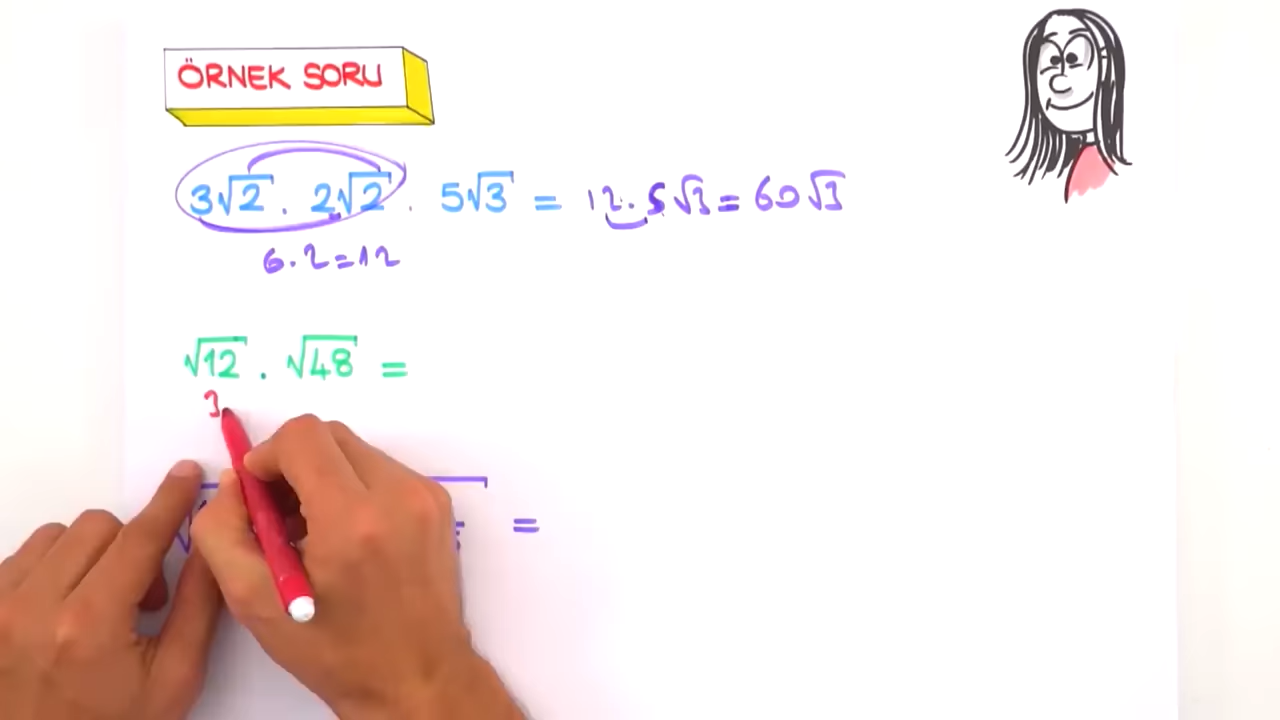 ÖRNEK SORU
3√2 . 2√2 . 5√3 = 12.5√3 = 60√3
6.2=12
√12 . √48 =
3
=